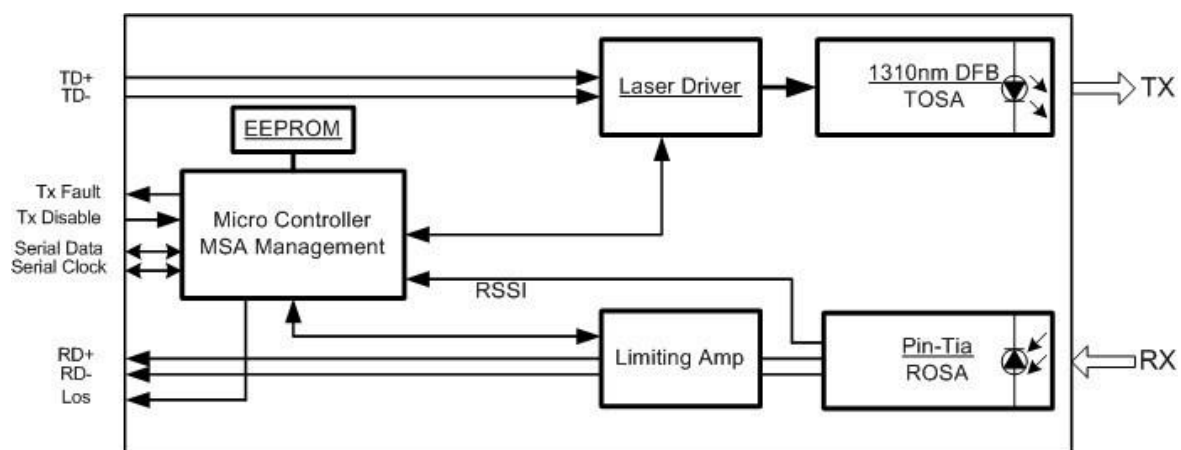 TD+
TD-
Laser Driver
1310nm DFB
TOSA
TX
EEPROM
Tx Fault
Tx Disable
Serial Data
Serial Clock
Micro Controller
MSA Management
RSSI
RD+
RD-
Los
Limiting Amp
Pin-Tia
ROSA
RX